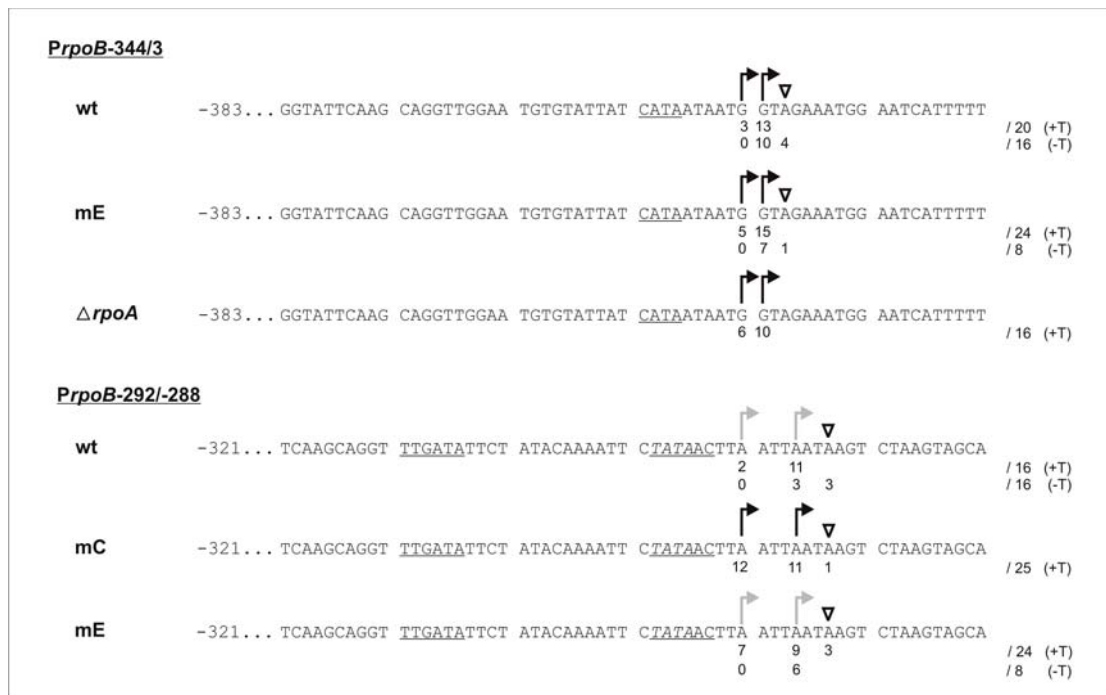 PrpoB-344/3
wt -383... GGTATTCAAG CAGGTTGGAA TGTGTATTAT CATAATAATG GTAGAAATGG AATCATTTTT
3 13 / 20 (+T)
0 10 4 / 16 (-T)
mE -383... GGTATTCAAG CAGGTTGGAA TGTGTATTAT CATAATAATG GTAGAAATGG AATCATTTTT
5 15 / 24 (+T)
0 7 1 / 8 (-T)
△rpoA -383... GGTATTCAAG CAGGTTGGAA TGTGTATTAT CATAATAATG GTAGAAATGG AATCATTTTT
6 10 / 16 (+T)
PrpoB-292/-288
wt -321... TCAAGCAGGT TTGATATTCT ATACAAAATT CTATAACTTA ATTAATAAGT CTAAGTAGCA
2 11 / 16 (+T)
0 3 3 / 16 (-T)
mC -321... TCAAGCAGGT TTGATATTCT ATACAAAATT CTATAACTTA ATTAATAAGT CTAAGTAGCA
12 11 1 / 25 (+T)
mE -321... TCAAGCAGGT TTGATATTCT ATACAAAATT CTATAACTTA ATTAATAAGT CTAAGTAGCA
7 9 3 / 24 (+T)
0 6 / 8 (-T)